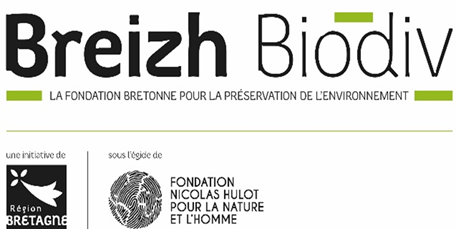 Breizh Biodiv
LA FONDATION BRETONNE POUR LA PRÉSERVATION DE L'ENVIRONNEMENT
une initiative de
Région
BRETAGNE
sous l'égide de
FONDATION
NICOLAS HULOT
POUR LA NATURE
ET L'HOMME